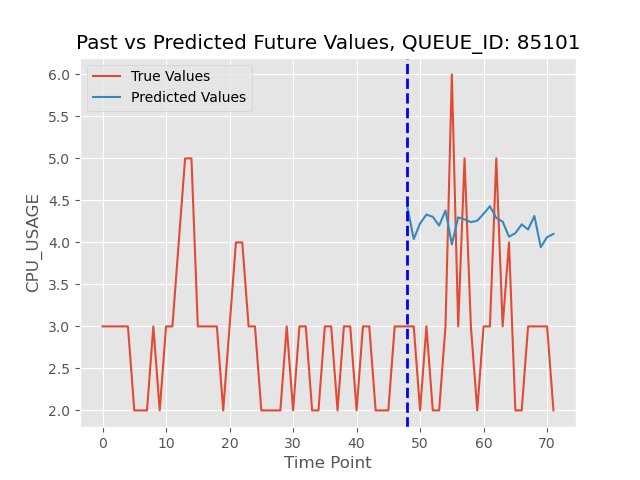 Past vs Predicted Future Values, QUEUE_ID: 85101
True Values
Predicted Values
6.0
5.5
5.0
4.5
4.0
3.5
3.0
2.5
2.0
CPU_USAGE
0 10 20 30 40 50 60 70
Time Point